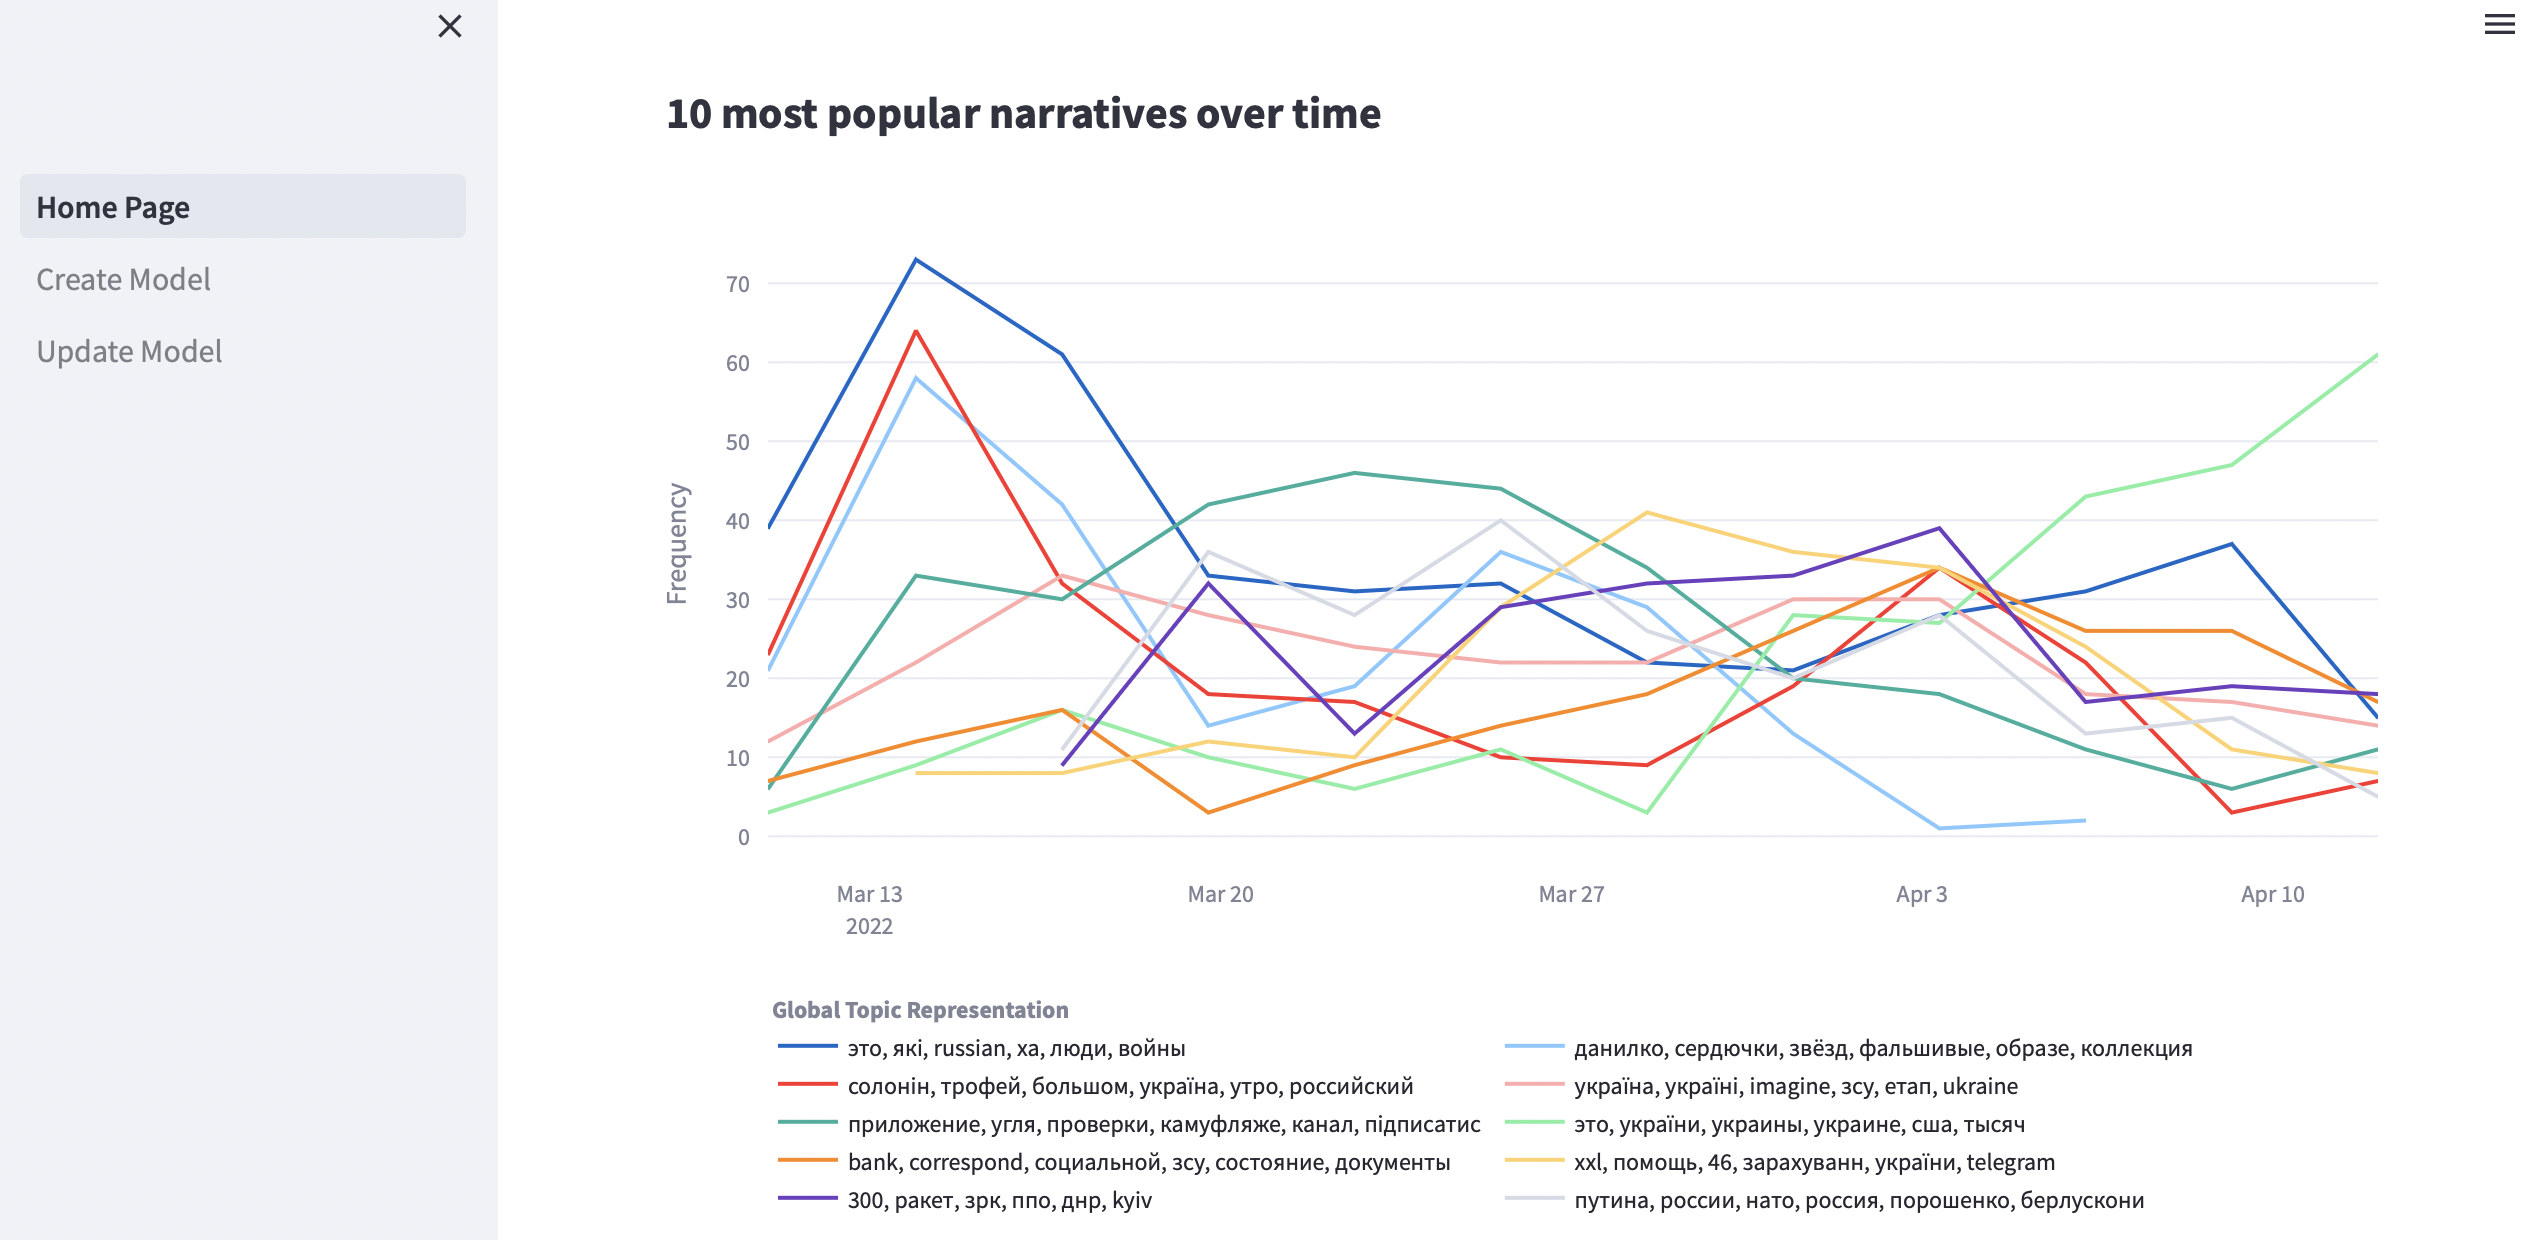 10 most popular narratives over time
Home Page
Create Model
Update Model
Frequency
70
60
50
40
30
20
10
0
Mar 13
2022
Mar 20
Mar 27
Apr 3
Apr 10
Global Topic Representation
это, які, russian, ха, люди, войны
данилко, сердючки, звёзд, фальшивые, образе, коллекция
солонін, трофей, большом, україна, утро, российский
україна, україні, imagine, зсу, етап, ukraine
приложение, угля, проверки, камуфляже, канал, підписатис
это, україни, украины, украине, сша, тысяч
bank, correspond, социальной, зсу, состояние, документы
xxl, помощь, 46, зарахуванн, україни, telegram
300, ракет, зрк, ппо, днр, kyiv
путина, россии, нато, россия, порошенко, берлускони